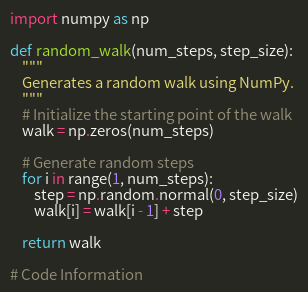 import numpy as np

def random_walk(num_steps, step_size):
    """
    Generates a random walk using NumPy.
    """
    # Initialize the starting point of the walk
    walk = np.zeros(num_steps)

    # Generate random steps
    for i in range(1, num_steps):
        step = np.random.normal(0, step_size)
        walk[i] = walk[i - 1] + step

    return walk

# Code Information